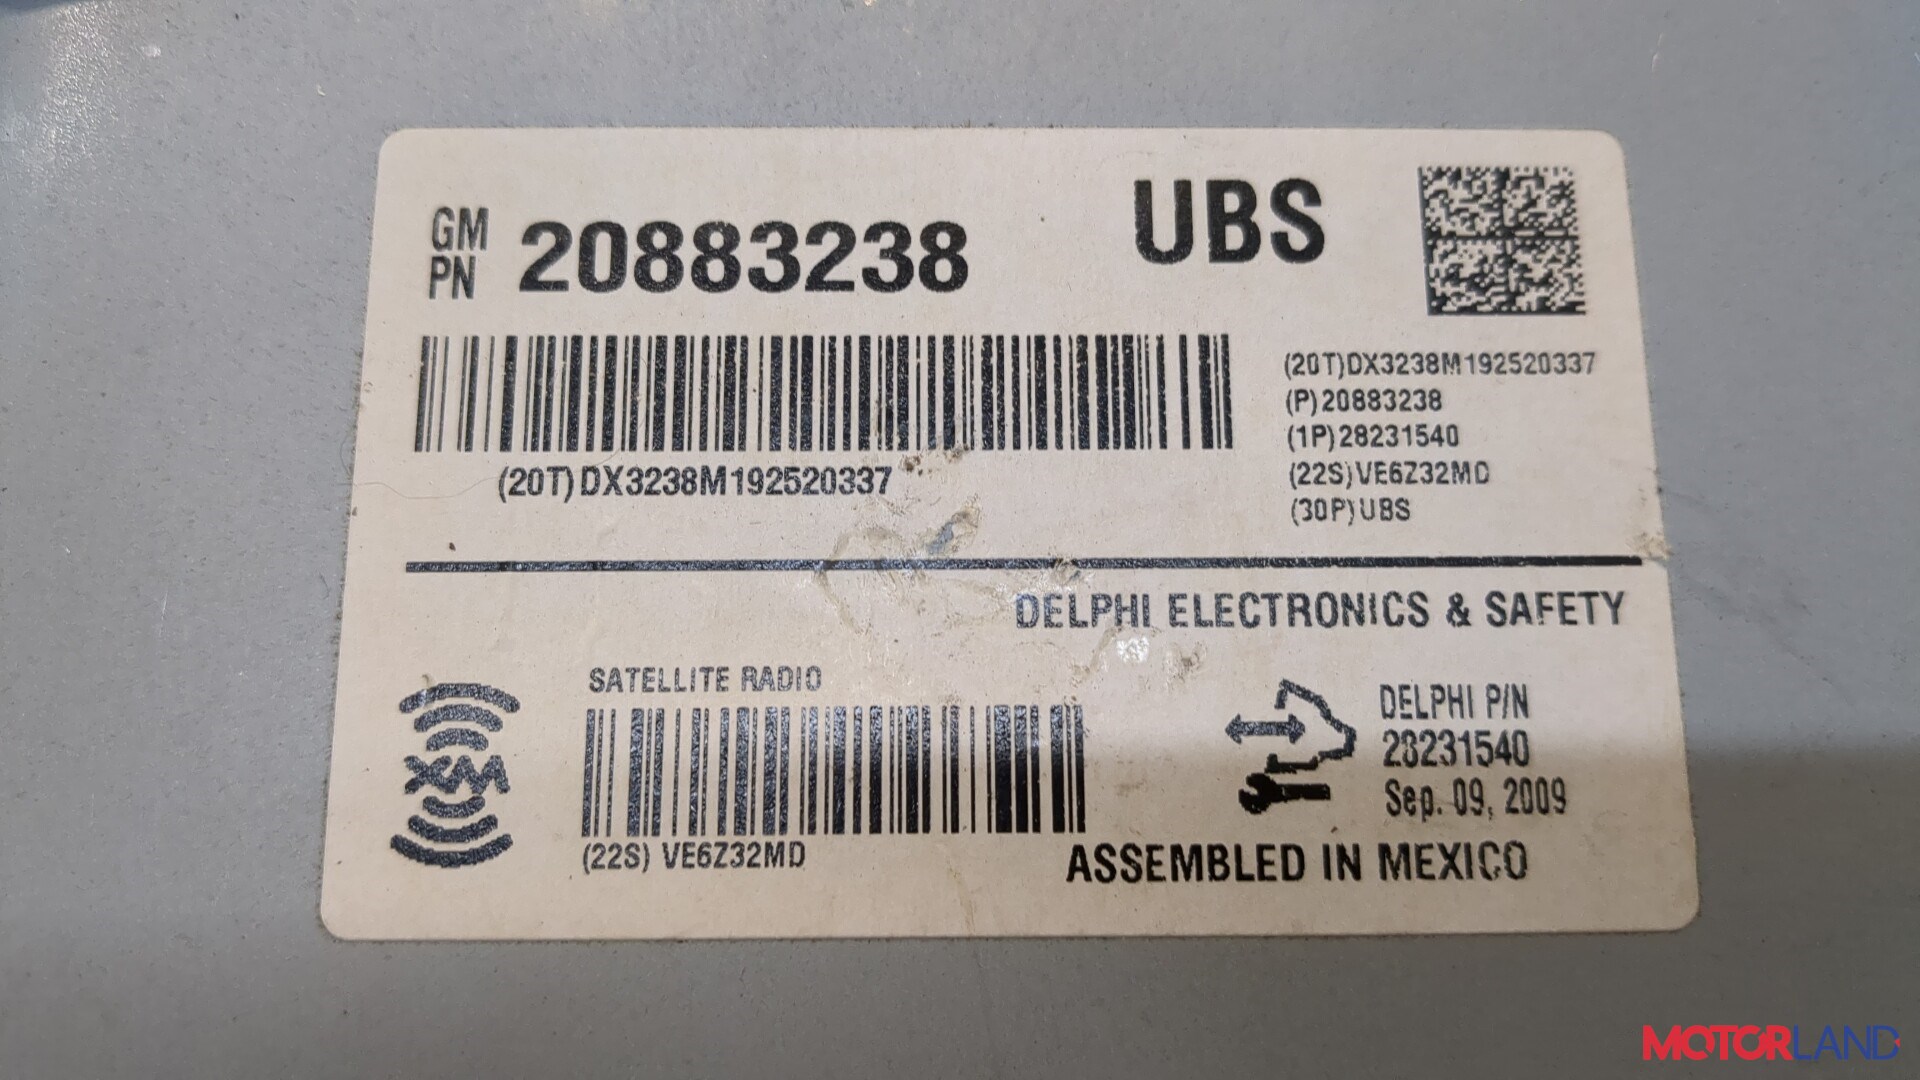 GM PN 20883238
UBS
(20T)DX3238M192520337
(20T)DX3238M192520337
(P)20883238
(1P)28231540
(22S)VE6Z32MD
(30P)UBS
DELPHI ELECTRONICS & SAFETY
XM
SATELLITE RADIO
(22S) VE6Z32MD
DELPHI P/N
28231540
Sep. 09, 2009
ASSEMBLED IN MEXICO
MOTORLAND